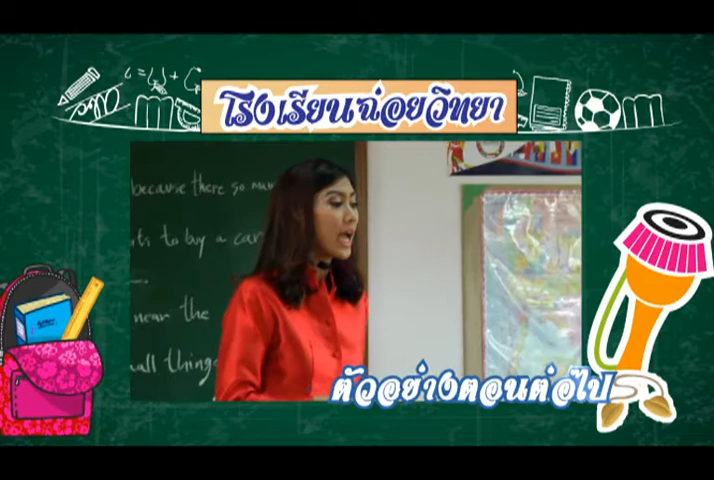 โรงเรียนฉ่อยวิทยา
because there so man
ts to buy a car
near the
all things
ตัวอย่างตอนต่อไป